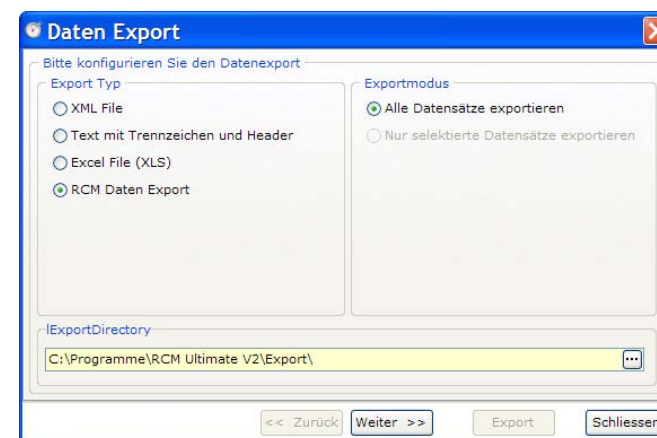 Daten Export
Bitte konfigurieren Sie den Datenexport
Export Typ
XML File
Text mit Trennzeichen und Header
Excel File (XLS)
RCM Daten Export
Exportmodus
Alle Datensätze exportieren
Nur selektierte Datensätze exportieren
lExportDirectory
C:\Programme\RCM Ultimate V2\Export\
...
<< Zurück
Weiter >>
Export
Schliessen